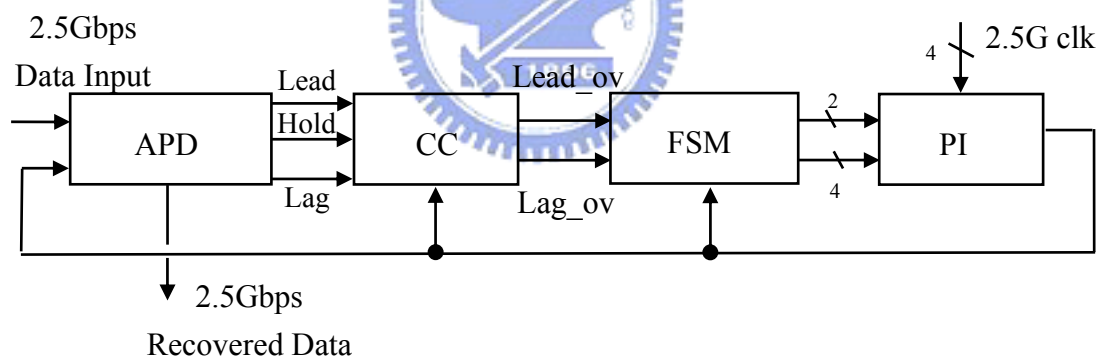 2.5Gbps
Data Input
APD
Lead
Hold
Lag
CC
Lead_ov
Lag_ov
FSM
2
4
PI
4
2.5G clk
2.5Gbps
Recovered Data
1896